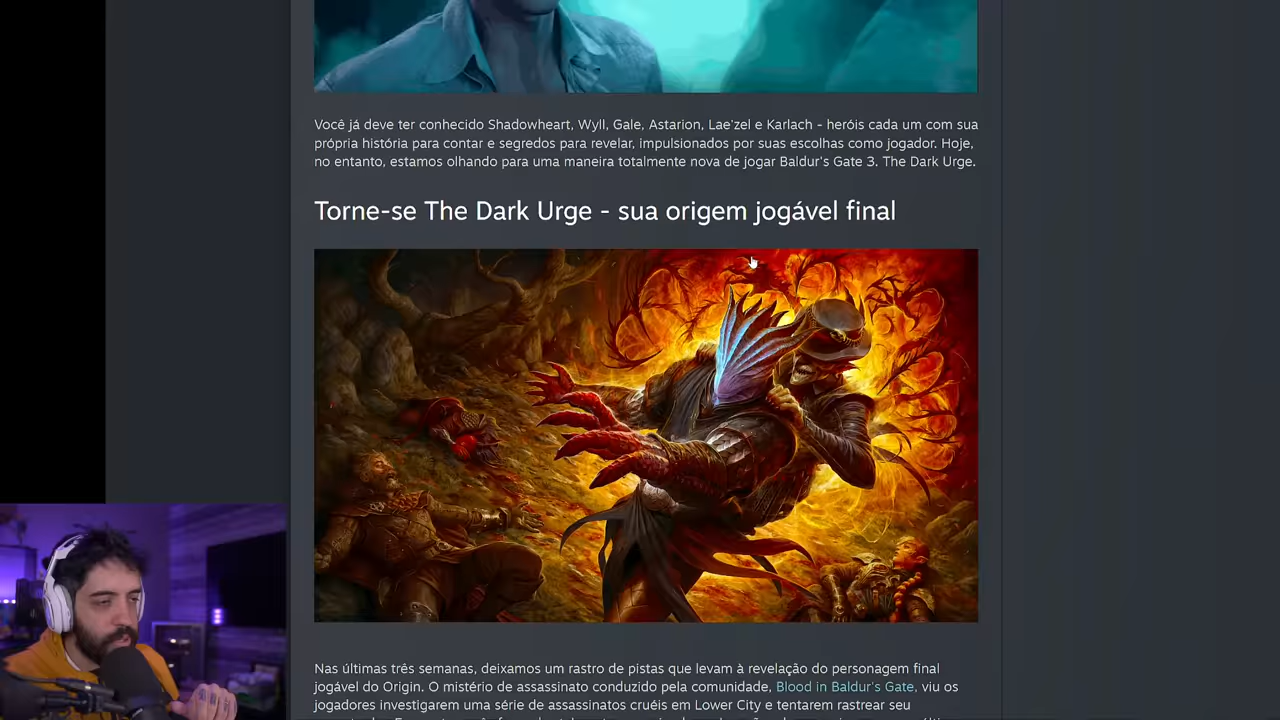 Você já deve ter conhecido Shadowheart, Wyll, Gale, Astarion, Lae'zel e Karlach - heróis cada um com sua
própria história para contar e segredos para revelar, impulsionados por suas escolhas como jogador. Hoje,
no entanto, estamos olhando para uma maneira totalmente nova de jogar Baldur's Gate 3. The Dark Urge.
Torne-se The Dark Urge - sua origem jogável final
Nas últimas três semanas, deixamos um rastro de pistas que levam à revelação do personagem final
jogável do Origin. O mistério de assassinato conduzido pela comunidade, Blood in Baldur's Gate, viu os
jogadores investigarem uma série de assassinatos cruéis em Lower City e tentarem rastrear seu